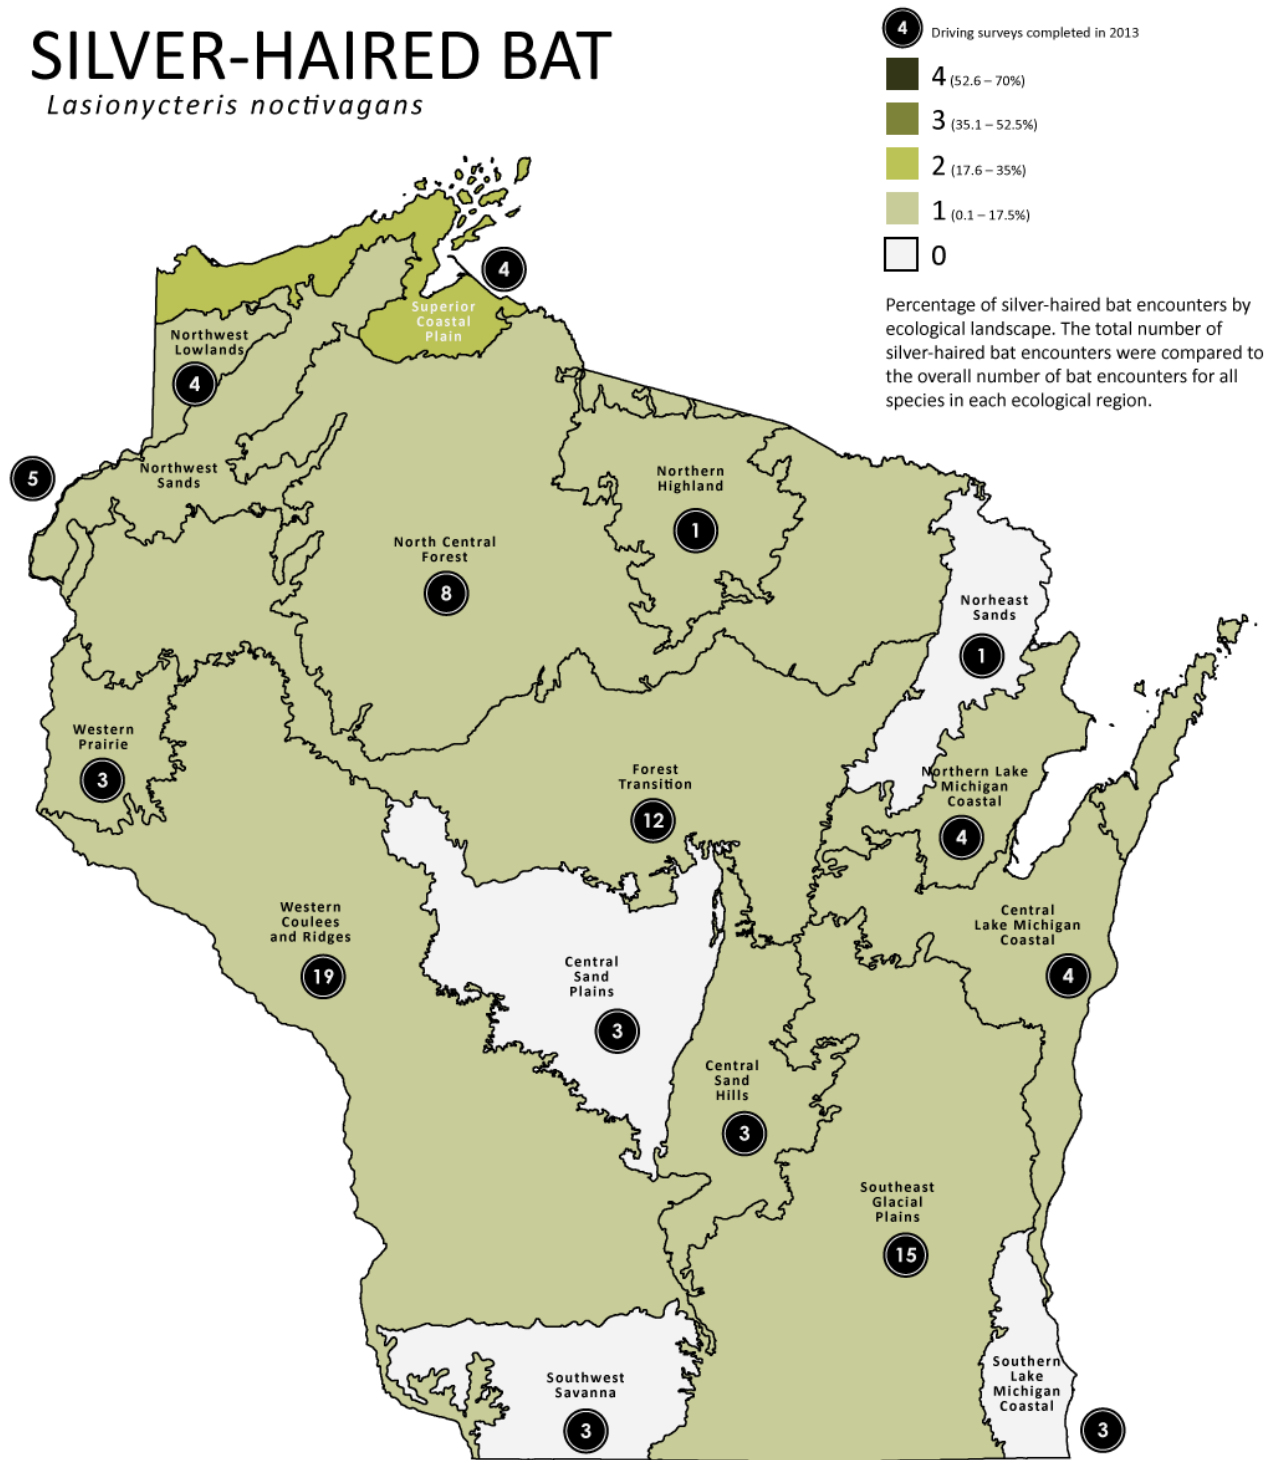 SILVER-HAIRED BAT
Lasionycteris noctivagans
4 Driving surveys completed in 2013
4 (52.6 – 70%)
3 (35.1 – 52.5%)
2 (17.6 – 35%)
1 (0.1 – 17.5%)
0
Percentage of silver-haired bat encounters by
ecological landscape. The total number of
silver-haired bat encounters were compared to
the overall number of bat encounters for all
species in each ecological region.
4
Superior
Coastal
Plain
Northwest
Lowlands
4
5
Northwest
Sands
Northern
Highland
1
North Central
Forest
8
Norheast
Sands
1
Western
Prairie
3
Forest
Transition
12
Northern Lake
Michigan
Coastal
4
Western
Coulees
and Ridges
19
Central
Lake Michigan
Coastal
4
Central
Sand
Plains
3
Central
Sand
Hills
3
Southeast
Glacial
Plains
15
Southwest
Savanna
3
Southern
Lake
Michigan
Coastal
3